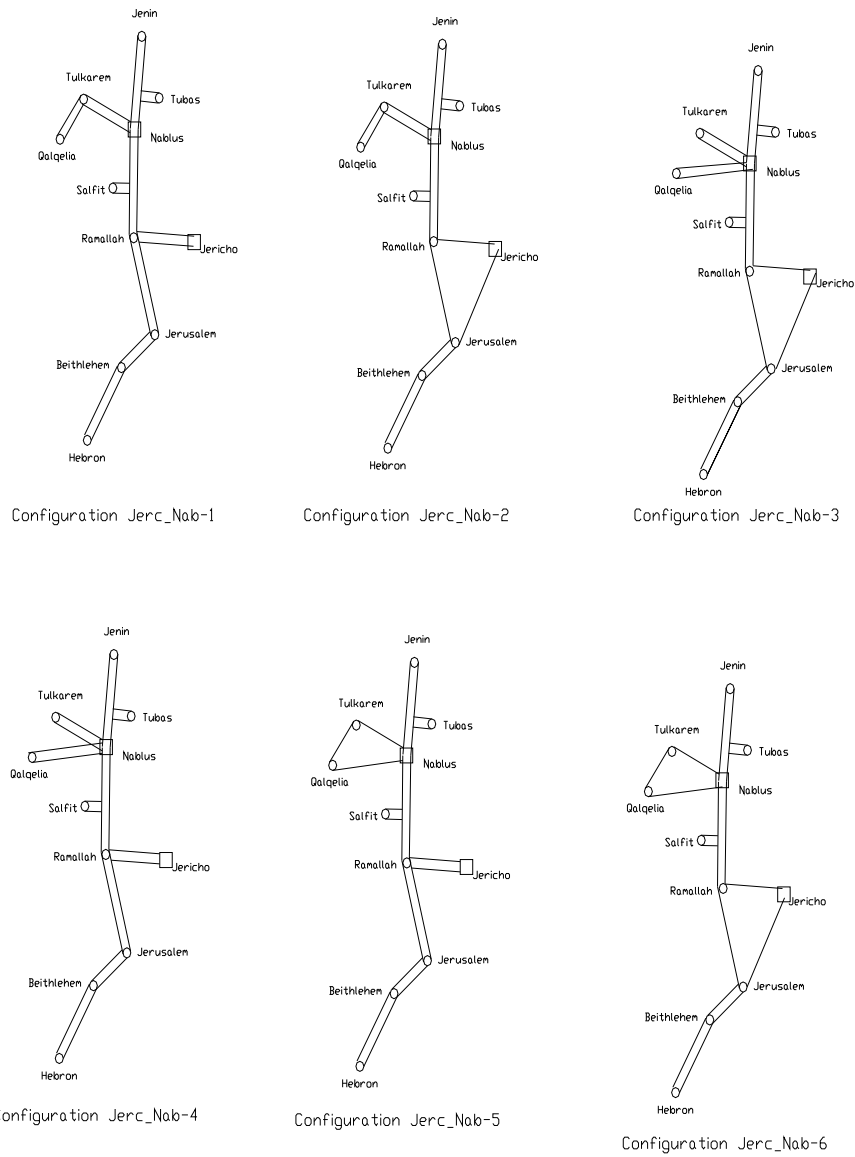 Jenin
Tulkarem
Tubas
Nablus
Qalqelia
Salfit
Ramallah
Jericho
Jerusalem
Beithlehem
Hebron
Configuration Jerc_Nab-1
Jenin
Tulkarem
Tubas
Nablus
Qalqelia
Salfit
Ramallah
Jericho
Jerusalem
Beithlehem
Hebron
Configuration Jerc_Nab-2
Jenin
Tulkarem
Tubas
Nablus
Qalqelia
Salfit
Ramallah
Jericho
Jerusalem
Beithlehem
Hebron
Configuration Jerc_Nab-3
Jenin
Tulkarem
Tubas
Nablus
Qalqelia
Salfit
Ramallah
Jericho
Jerusalem
Beithlehem
Hebron
onfiguration Jerc_Nab-4
Jenin
Tulkarem
Tubas
Nablus
Qalqelia
Salfit
Ramallah
Jericho
Jerusalem
Beithlehem
Hebron
Configuration Jerc_Nab-5
Jenin
Tulkarem
Tubas
Nablus
Qalqelia
Salfit
Ramallah
Jericho
Jerusalem
Beithlehem
Hebron
Configuration Jerc_Nab-6